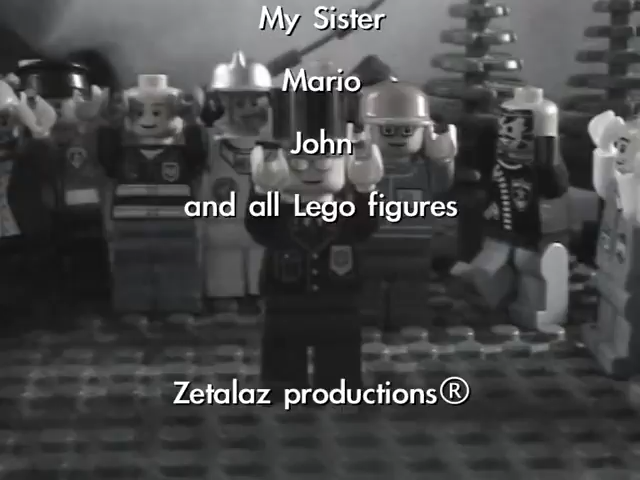 My Sister
Mario
John
and all Lego figures
Zetalaz productions®